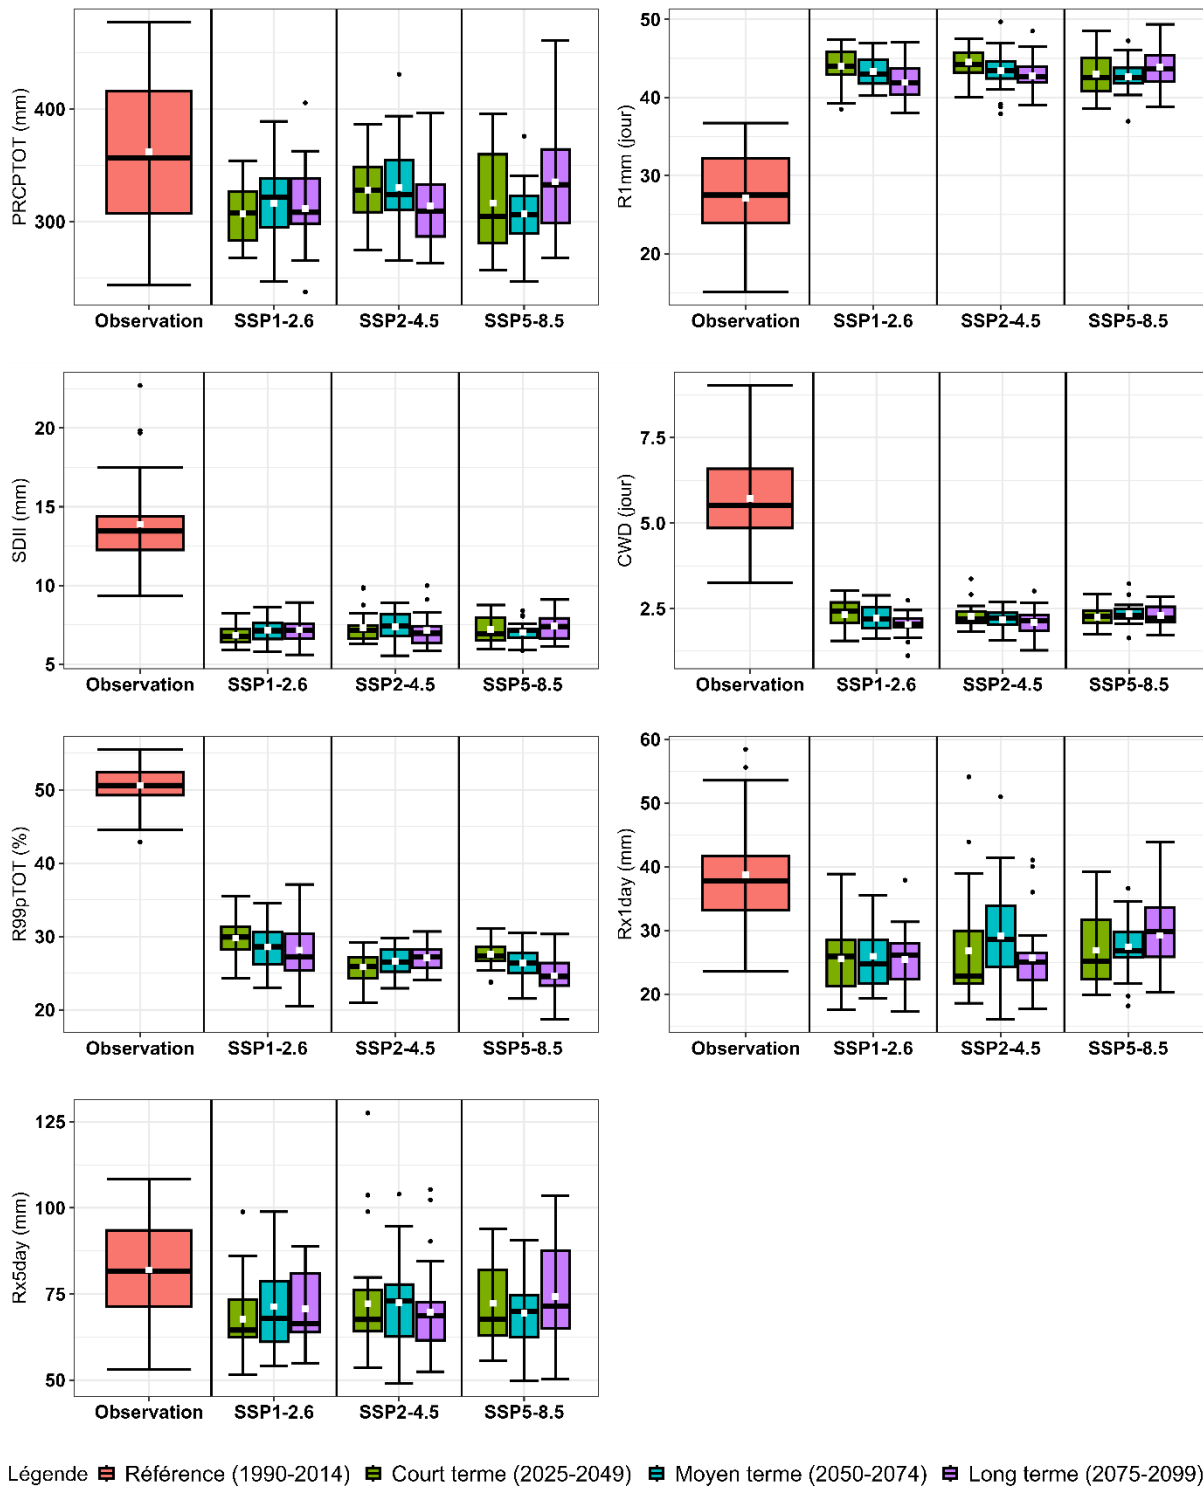 PRCPTOT (mm)
400
300
Observation SSP1-2.6 SSP2-4.5 SSP5-8.5
R1mm (jour)
50
40
30
20
Observation SSP1-2.6 SSP2-4.5 SSP5-8.5
SDII (mm)
20
15
10
5
Observation SSP1-2.6 SSP2-4.5 SSP5-8.5
CWD (jour)
7.5
5.0
2.5
Observation SSP1-2.6 SSP2-4.5 SSP5-8.5
R99pTOT (%)
50
40
30
20
Observation SSP1-2.6 SSP2-4.5 SSP5-8.5
Rx1day (mm)
60
50
40
30
20
Observation SSP1-2.6 SSP2-4.5 SSP5-8.5
Rx5day (mm)
125
100
75
50
Observation SSP1-2.6 SSP2-4.5 SSP5-8.5
Légende Référence (1990-2014) Court terme (2025-2049) Moyen terme (2050-2074) Long terme (2075-2099)